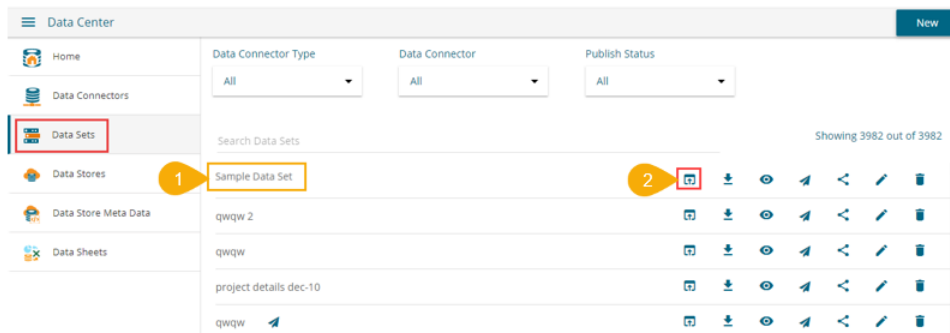 Data Center
New
Home
Data Connectors
Data Sets
Data Stores
Data Store Meta Data
Data Sheets
Data Connector Type
Data Connector
Publish Status
All
All
All
Search Data Sets
Showing 3982 out of 3982
1
Sample Data Set
2
qwqw 2
qwqw
project details dec-10
qwqw